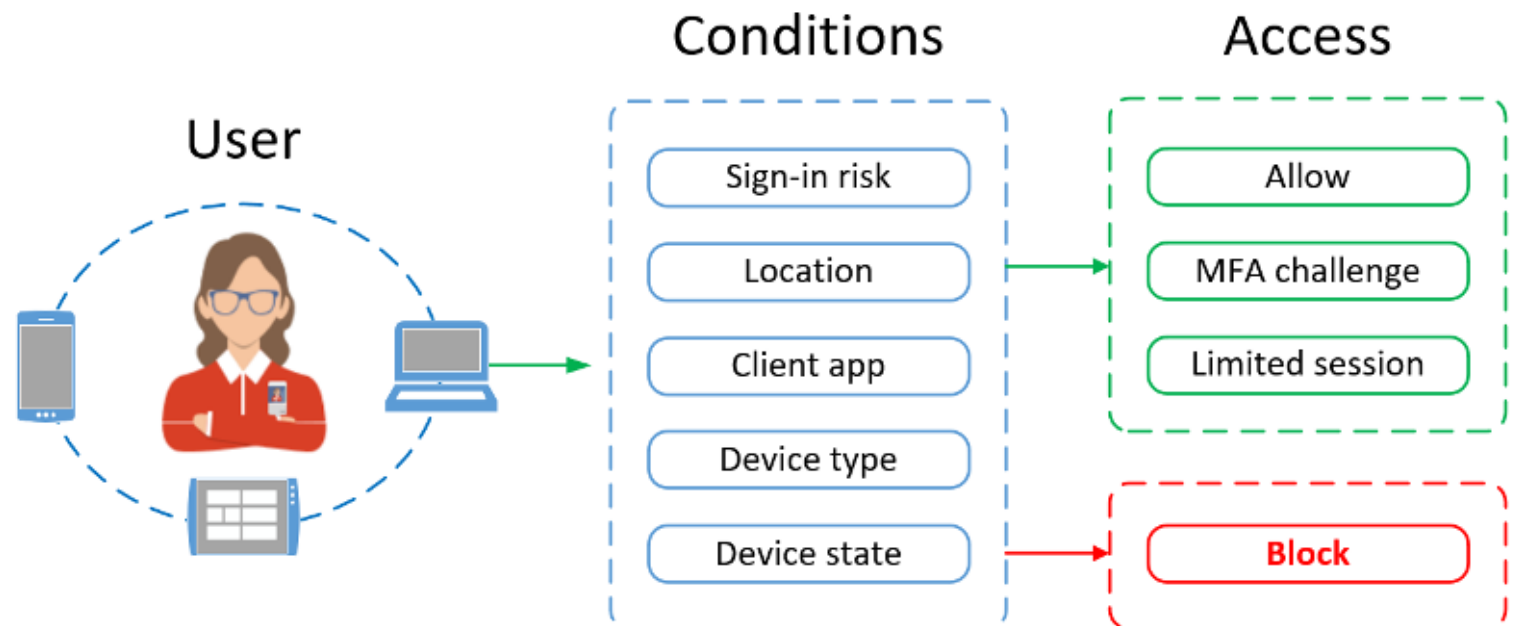 User
Conditions
Sign-in risk
Location
Client app
Device type
Device state
Access
Allow
MFA challenge
Limited session
Block